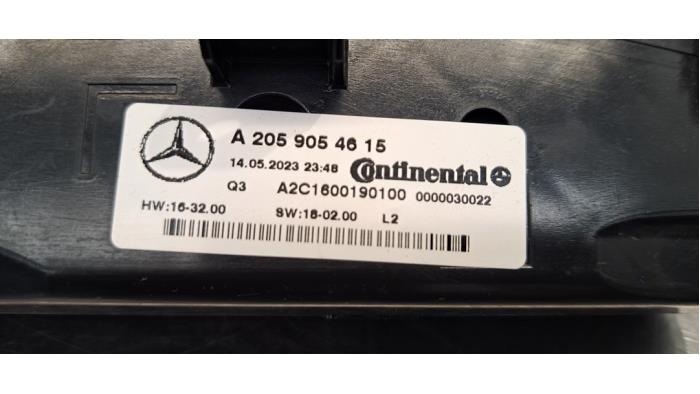 A 205 905 46 15
14.05.2023 23:48 Continental
Q3 A2C1600190100 0000030022
HW:16-32.00 SW:18-02.00 L2